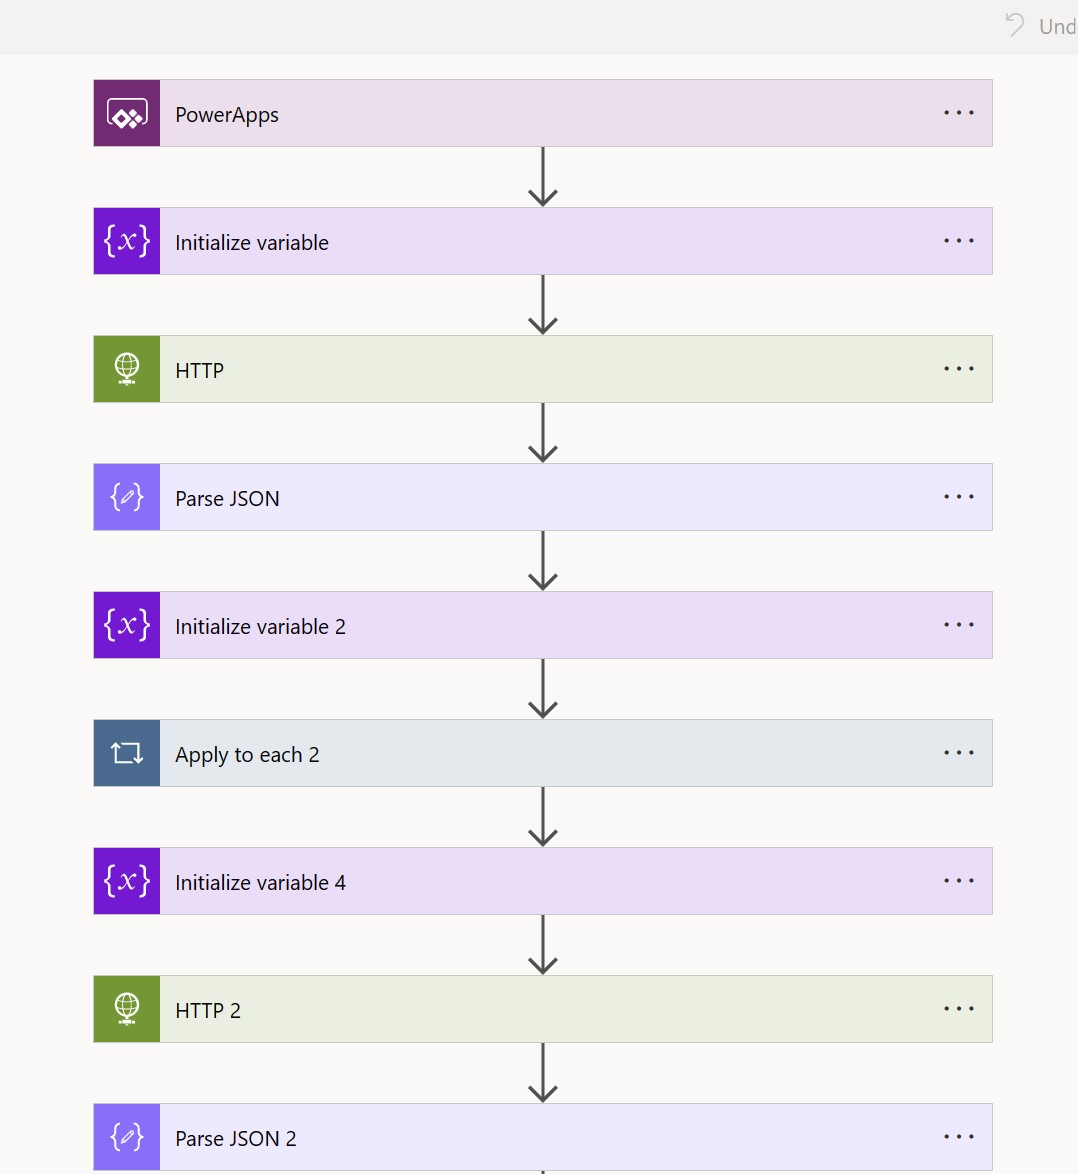 Und
PowerApps
Initialize variable
HTTP
Parse JSON
Initialize variable 2
Apply to each 2
Initialize variable 4
HTTP 2
Parse JSON 2